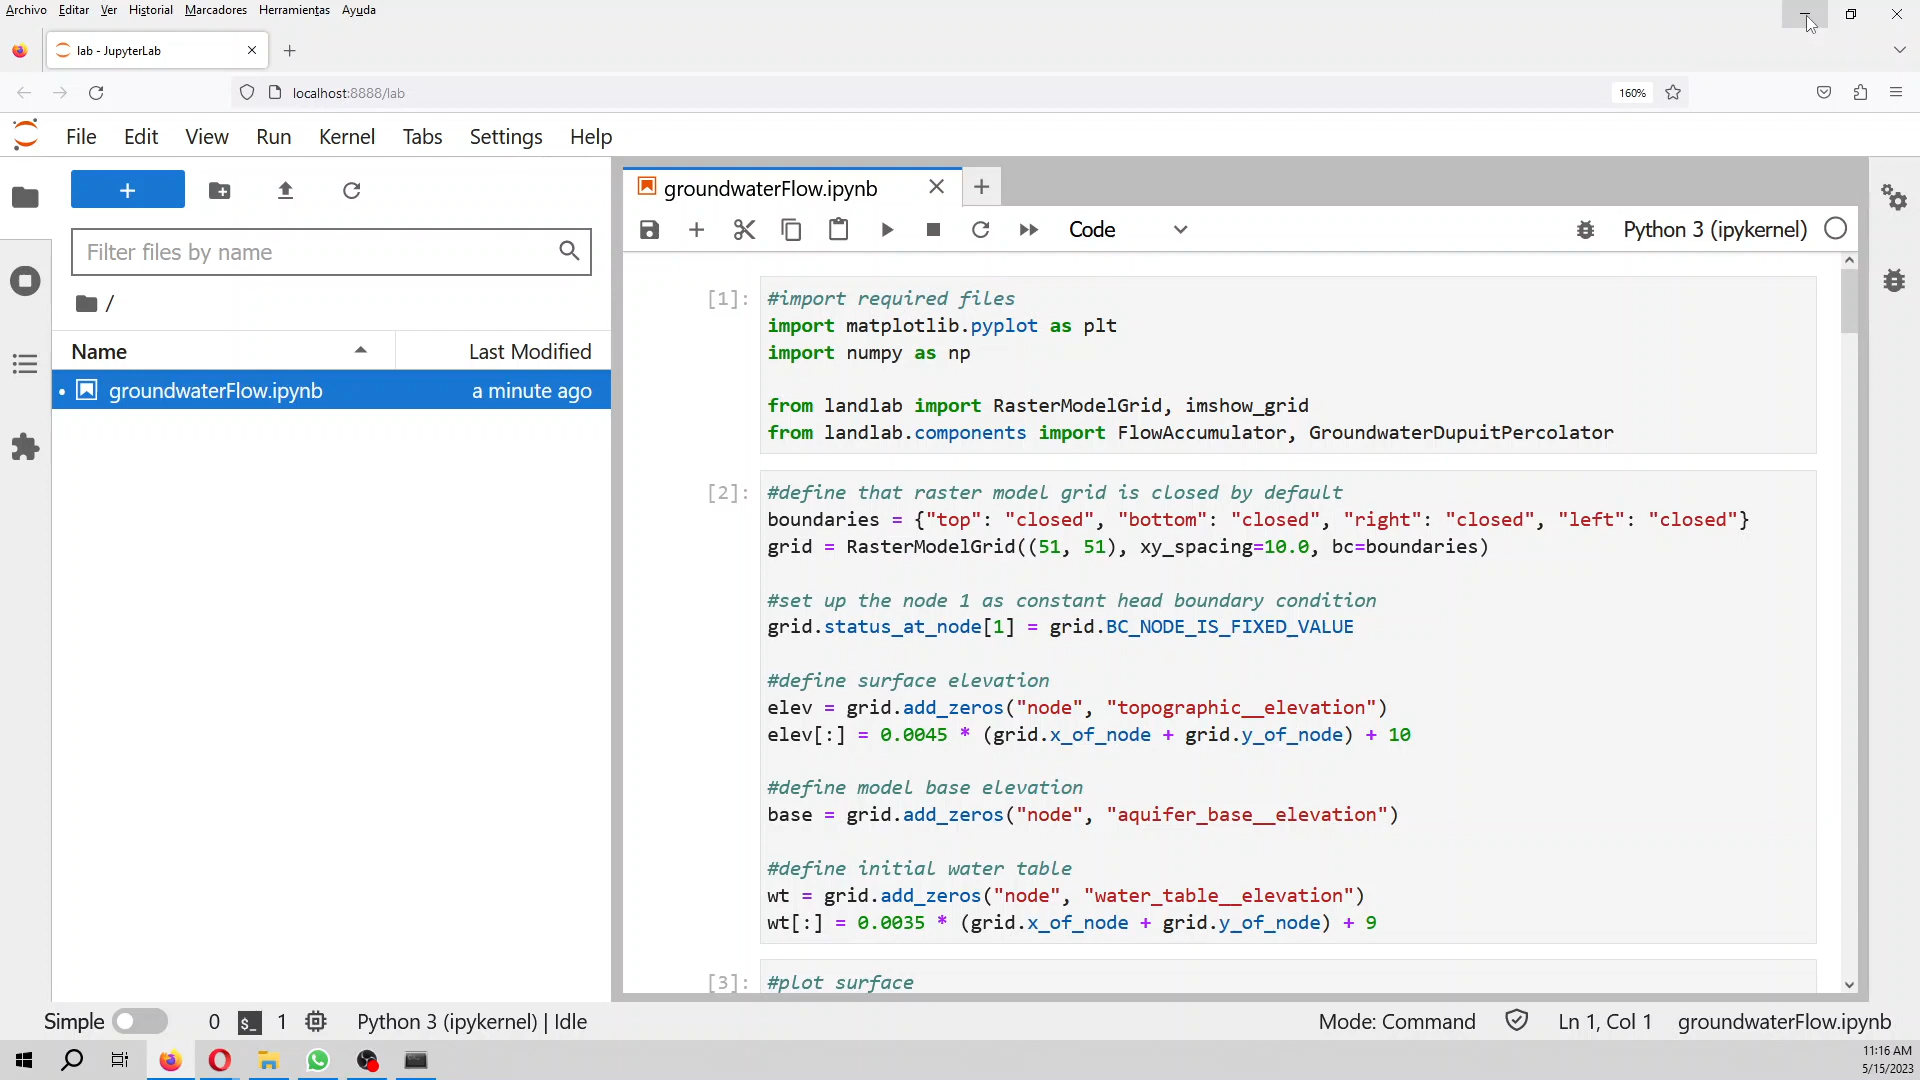 Archivo Editar Ver Historial Marcadores Herramientas Ayuda
lab - JupyterLab
localhost:8888/lab
160%
File Edit View Run Kernel Tabs Settings Help
groundwaterFlow.ipynb
Code
Python 3 (ipykernel)
Filter files by name
/
Name
Last Modified
groundwaterFlow.ipynb
a minute ago
[1]:
#import required files
import matplotlib.pyplot as plt
import numpy as np
from landlab import RasterModelGrid, imshow_grid
from landlab.components import FlowAccumulator, GroundwaterDupuitPercolator
[2]:
#define that raster model grid is closed by default
boundaries = {"top": "closed", "bottom": "closed", "right": "closed", "left": "closed"}
grid = RasterModelGrid((51, 51), xy_spacing=10.0, bc=boundaries)
#set up the node 1 as constant head boundary condition
grid.status_at_node[1] = grid.BC_NODE_IS_FIXED_VALUE
#define surface elevation
elev = grid.add_zeros("node", "topographic__elevation")
elev[:] = 0.0045 * (grid.x_of_node + grid.y_of_node) + 10
#define model base elevation
base = grid.add_zeros("node", "aquifer_base__elevation")
#define initial water table
wt = grid.add_zeros("node", "water_table__elevation")
wt[:] = 0.0035 * (grid.x_of_node + grid.y_of_node) + 9
[3]:
#plot surface
Simple
0
$_
1
Python 3 (ipykernel) | Idle
Mode: Command
Ln 1, Col 1
groundwaterFlow.ipynb
11:16 AM
5/15/2023